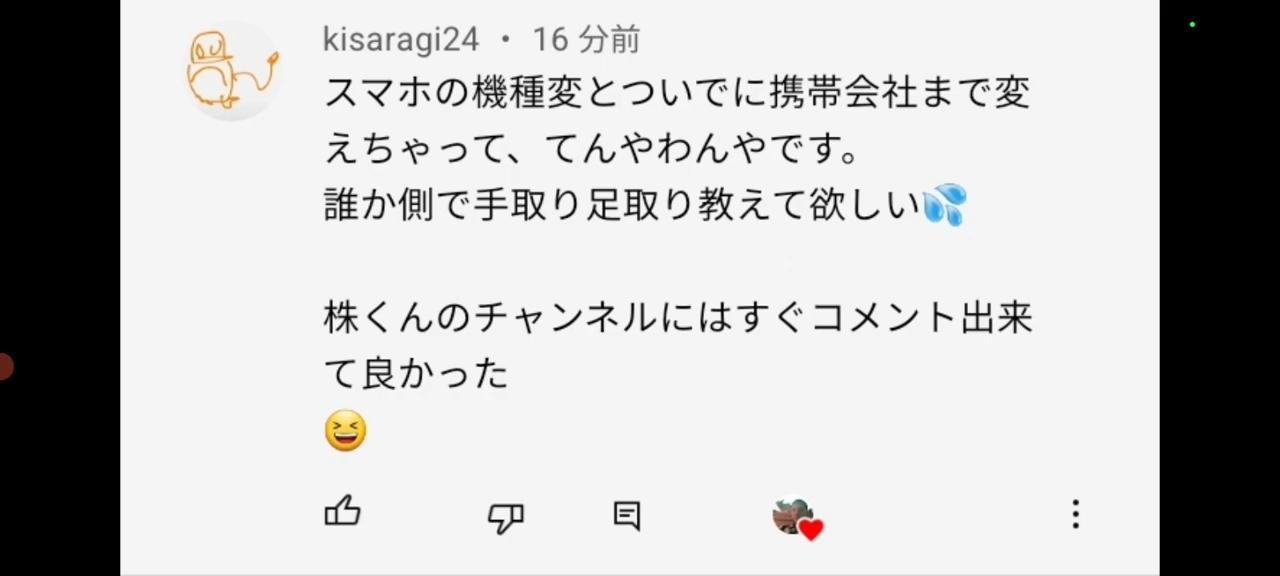 kisaragi24 • 16 分前
スマホの機種変とついでに携帯会社まで変
えちゃって、てんやわんやです。
誰か側で手取り足取り教えて欲しい💦
株くんのチャンネルにはすぐコメント出来
て良かった
😆